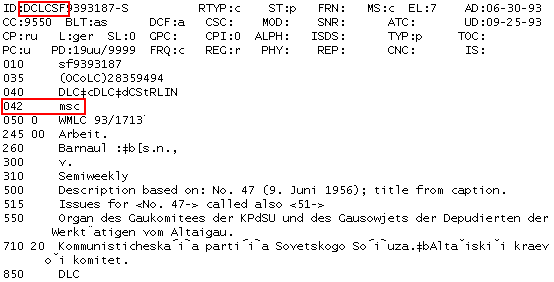 ID:DCLCSF9393187-S RTYP:c ST:p FRN: MS:c EL:7 AD:06-30-93
CC:9550 BLT:as DCF:a CSC: MOD: SNR: ATC: UD:09-25-93
CP:ru L:ger SL:0 GPC: CPI:0 ALPH: ISDS: TYP:p TOC:
PC:u PD:19uu/9999 FRQ:c REG:r PHY: REP: CNC: IS:
010 sf9393187
035 (OCoLC)28359494
040 DLC‡cDLC‡dCStRLIN
042 msc
050 0 WMLC 93/1713
245 00 Arbeit.
260 Barnaul :‡b[s.n.,
300 v.
310 Semiweekly
500 Description based on: No. 47 (9. Juni 1956); title from caption.
515 Issues for <No. 47-> called also <51->
550 Organ des Gaukomitees der KPdSU und des Gausowjets der Depudierten der
Werkt¨atigen vom Altaigau.
710 20 Kommunisticheska͡i͡a parti͡i͡a Sovetskogo So͡i͡uza.‡bAlta˘iski˘i kraev
o˘i komitet.
850 DLC